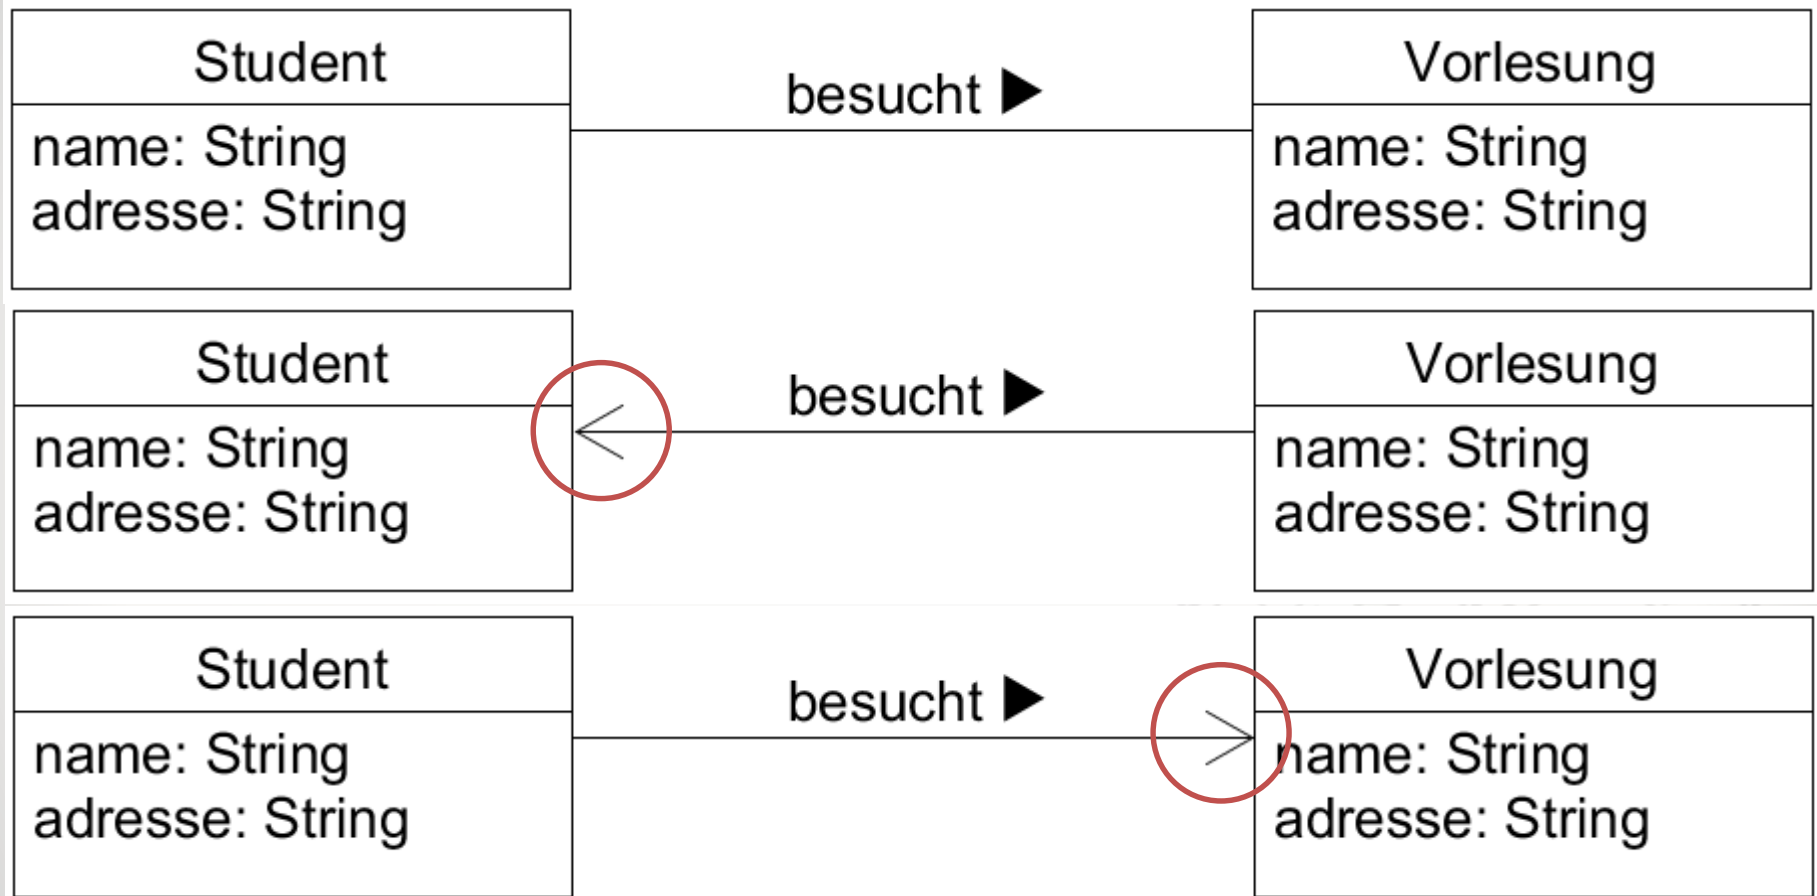 Student
name: String
adresse: String
besucht ▶
Vorlesung
name: String
adresse: String
Student
name: String
adresse: String
besucht ▶
Vorlesung
name: String
adresse: String
Student
name: String
adresse: String
besucht ▶
Vorlesung
name: String
adresse: String